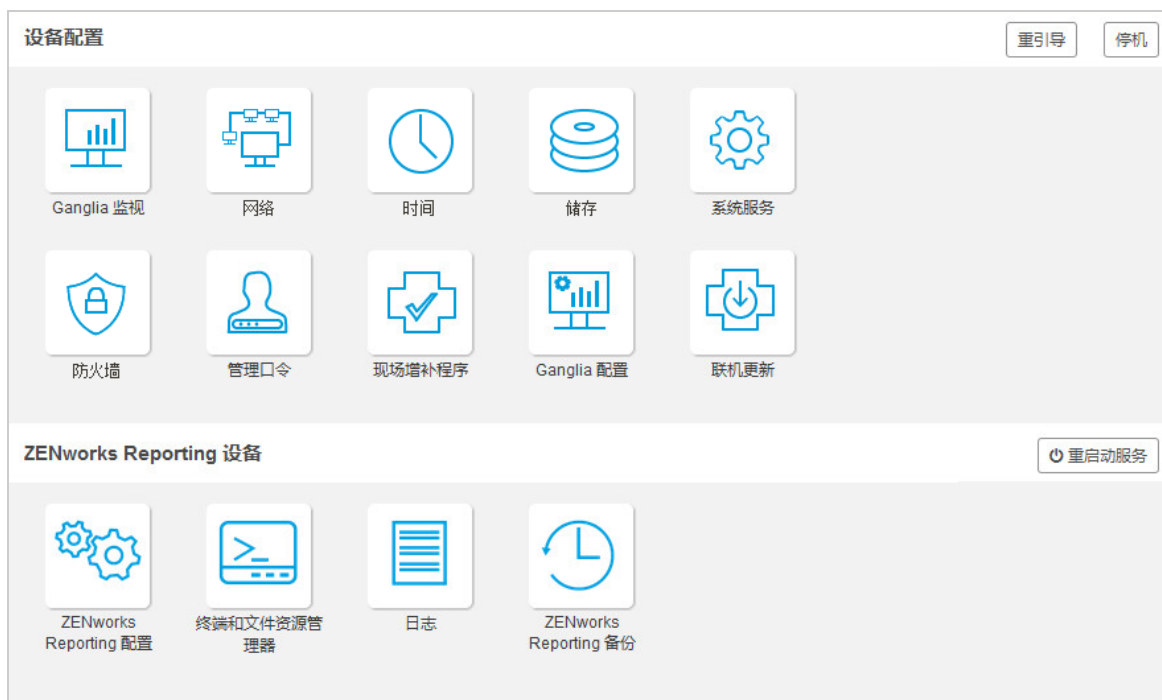 设备配置
重引导
停机
Ganglia 监视
网络
时间
储存
系统服务
防火墙
管理口令
现场增补程序
Ganglia 配置
联机更新
ZENworks Reporting 设备
重启动服务
ZENworks
Reporting 配置
终端和文件资源管
理器
日志
ZENworks
Reporting 备份